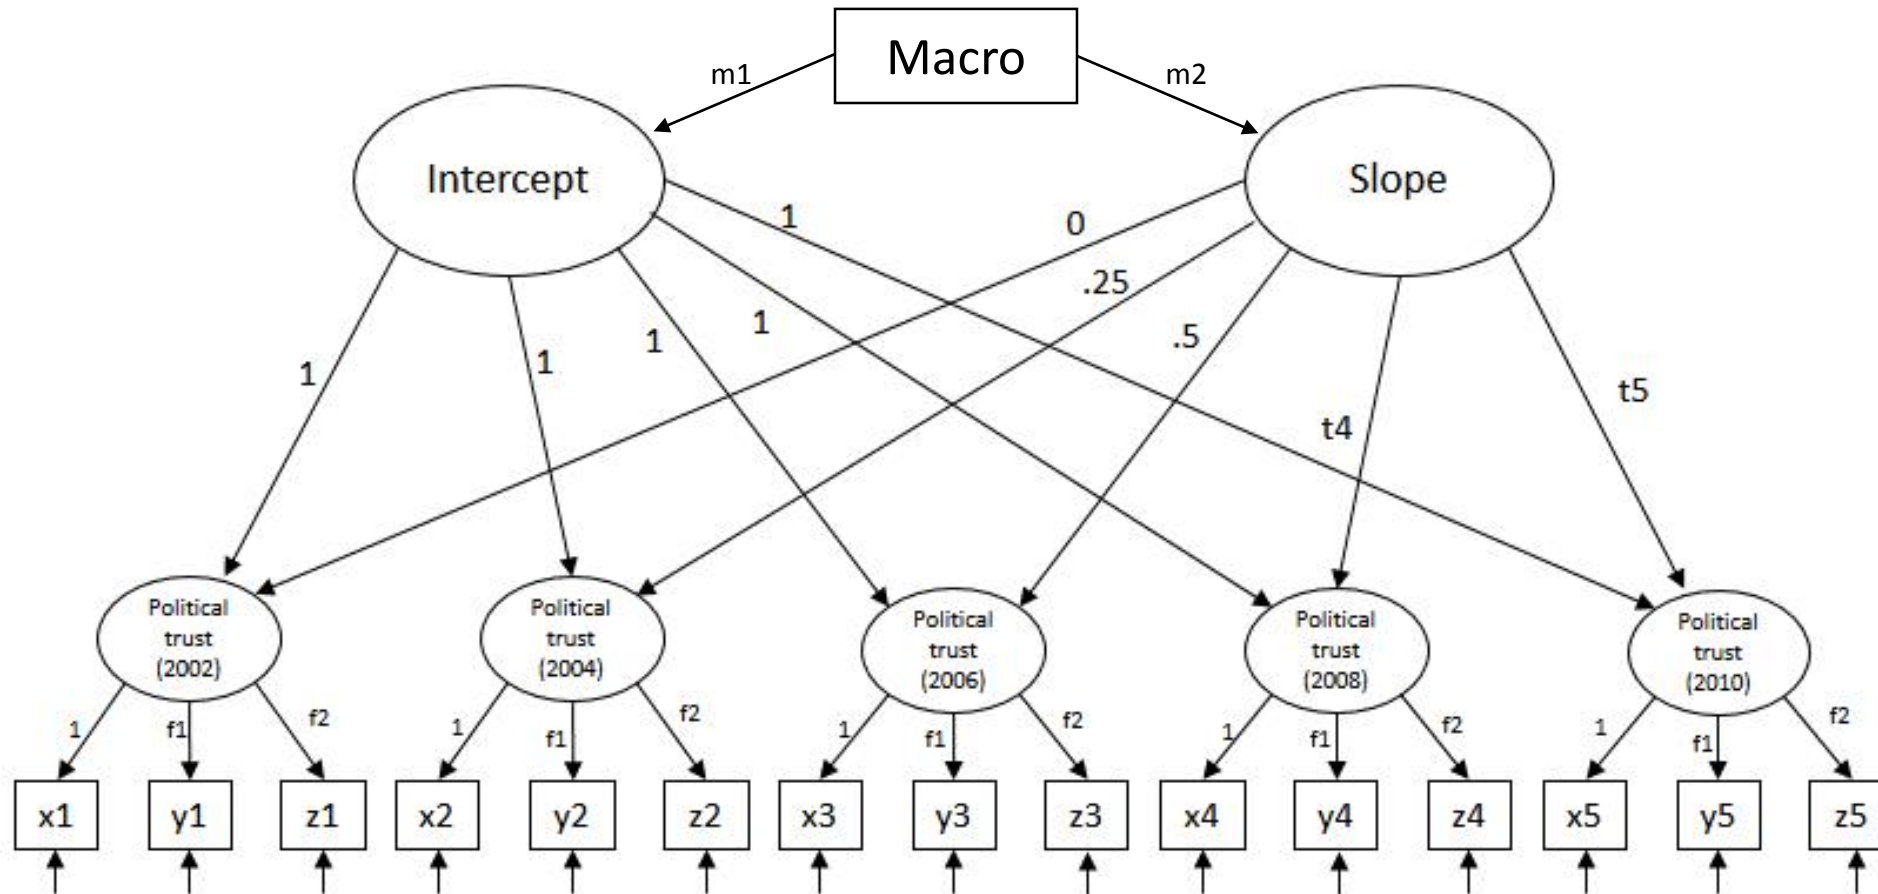 Macro
m1
m2
Intercept
Slope
1
0
.25
1
1
.5
1
1
t5
t4
Political
trust
(2002)
Political
trust
(2004)
Political
trust
(2006)
Political
trust
(2008)
Political
trust
(2010)
1
f1
f2
1
f1
f2
1
f1
f2
1
f1
f2
1
f1
f2
x1
y1
z1
x2
y2
z2
x3
y3
z3
x4
y4
z4
x5
y5
z5